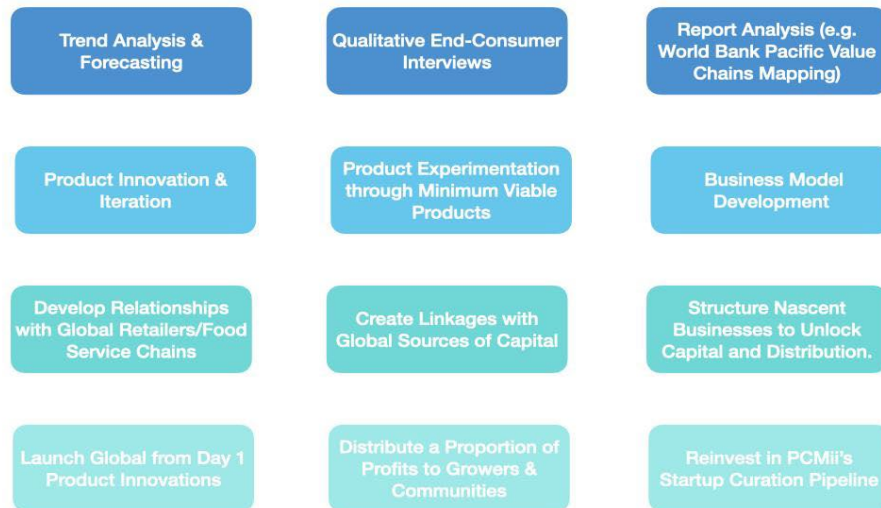 Trend Analysis &
Forecasting
Qualitative End-Consumer
Interviews
Report Analysis (e.g.
World Bank Pacific Value
Chains Mapping)
Product Innovation &
Iteration
Product Experimentation
through Minimum Viable
Products
Business Model
Development
Develop Relationships
with Global Retailers/Food
Service Chains
Create Linkages with
Global Sources of Capital
Structure Nascent
Businesses to Unlock
Capital and Distribution.
Launch Global from Day 1
Product Innovations
Distribute a Proportion of
Profits to Growers &
Communities
Reinvest in PCMii's
Startup Curation Pipeline